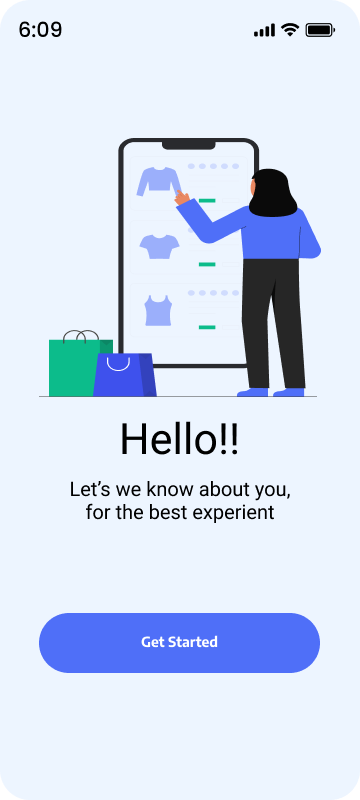 6:09
Hello!!
Let’s we know about you,
for the best experient
Get Started